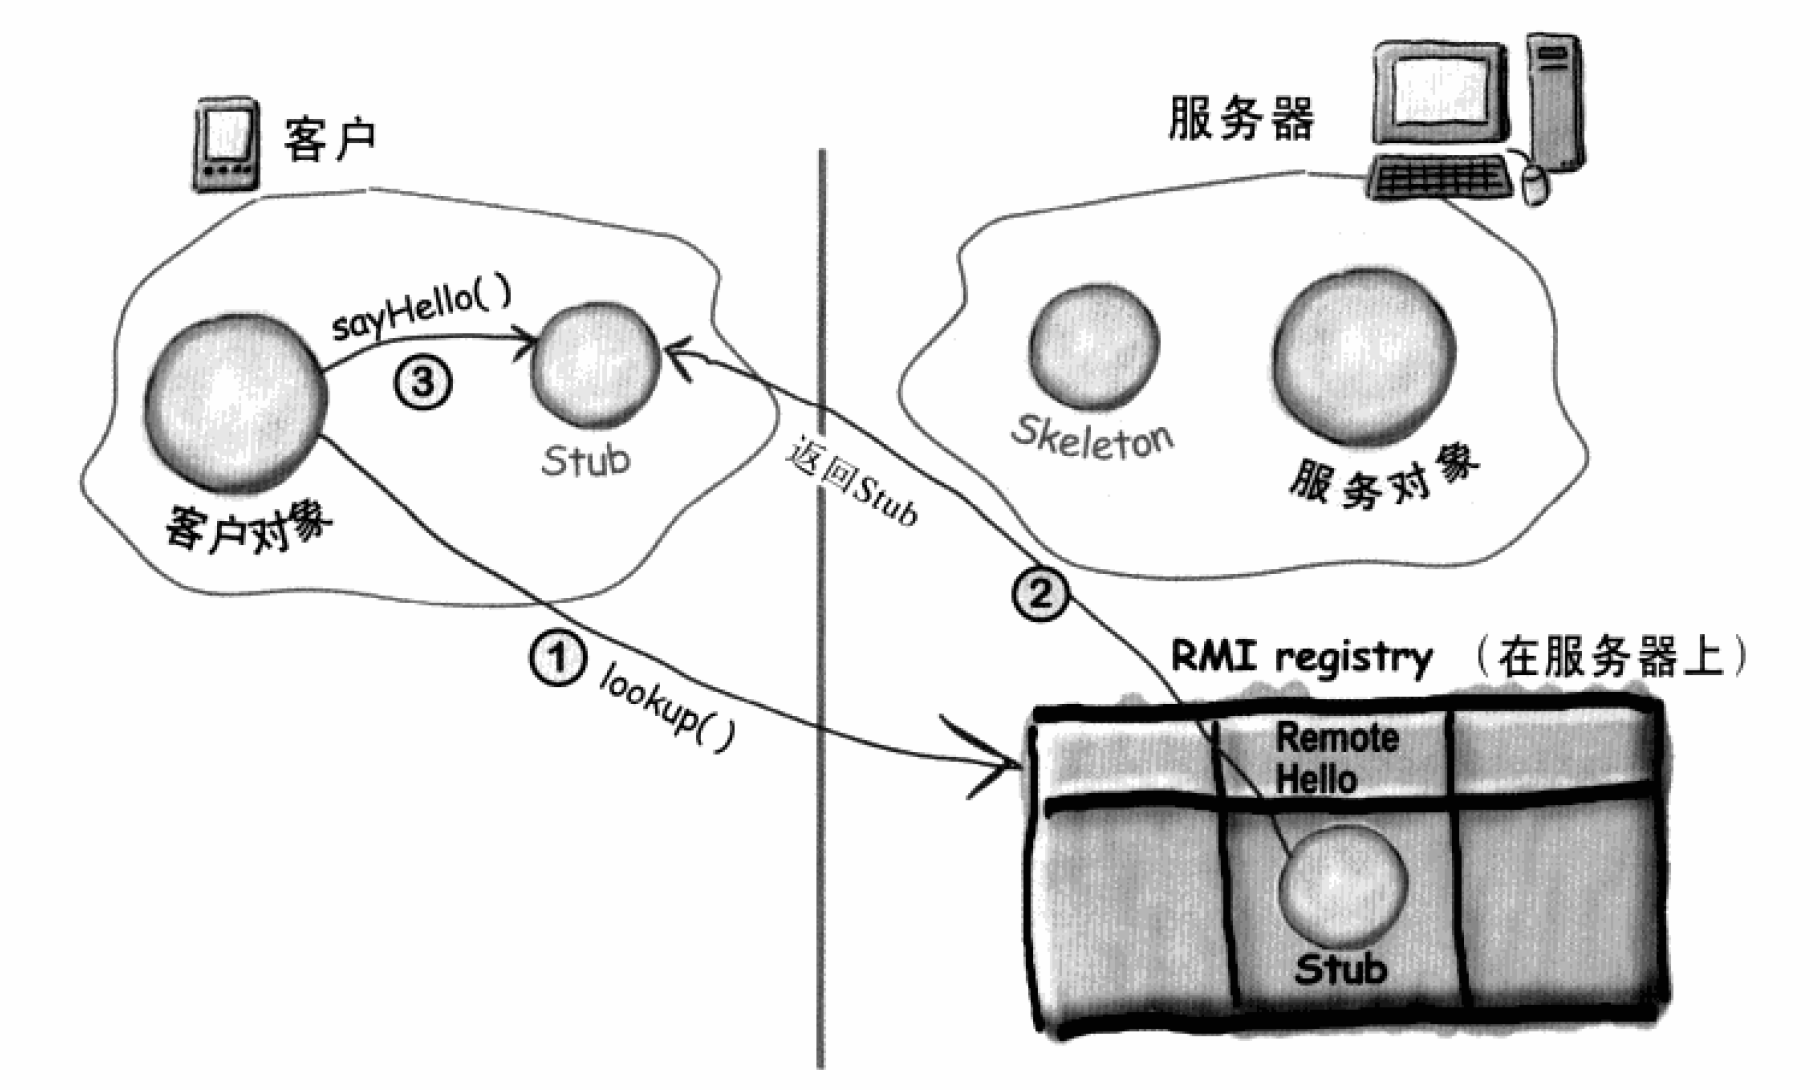 客户
服务器
sayHello( )
3
Stub
客户对象
Skeleton
服务对象
返回Stub
2
1
lookup( )
RMI registry （在服务器上）
Remote
Hello
Stub